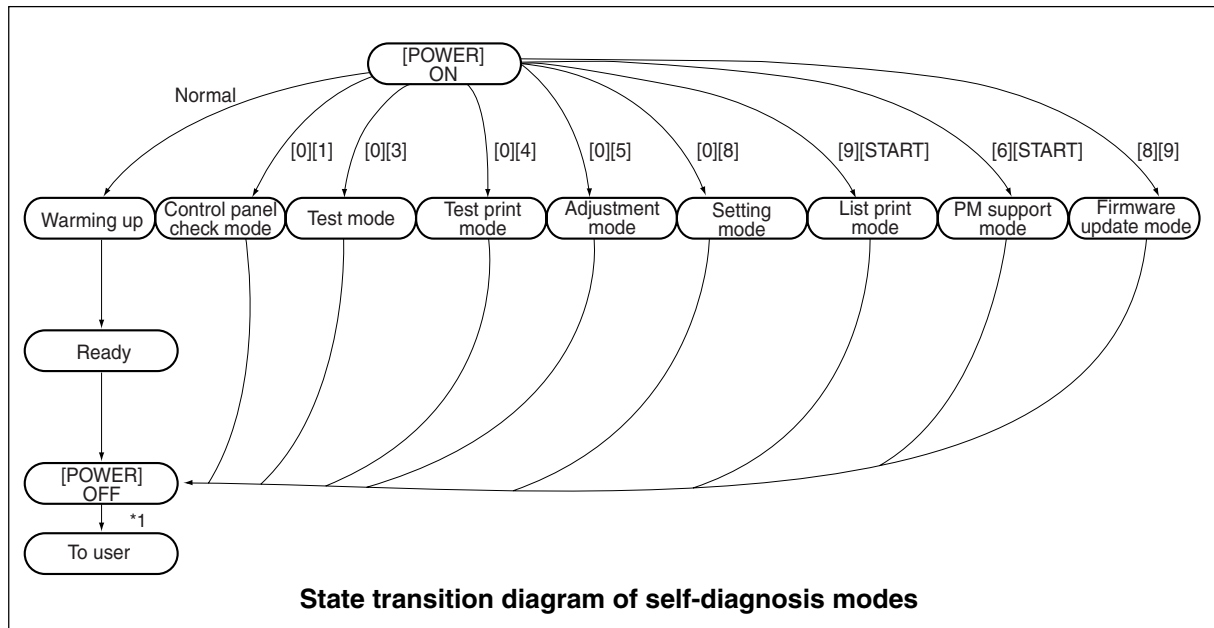 [POWER]
ON
Normal
[0][1]
[0][3]
[0][4]
[0][5]
[0][8]
[9][START]
[6][START]
[8][9]
Warming up
Control panel
check mode
Test mode
Test print
mode
Adjustment
mode
Setting
mode
List print
mode
PM support
mode
Firmware
update mode
Ready
[POWER]
OFF
*1
To user
State transition diagram of self-diagnosis modes